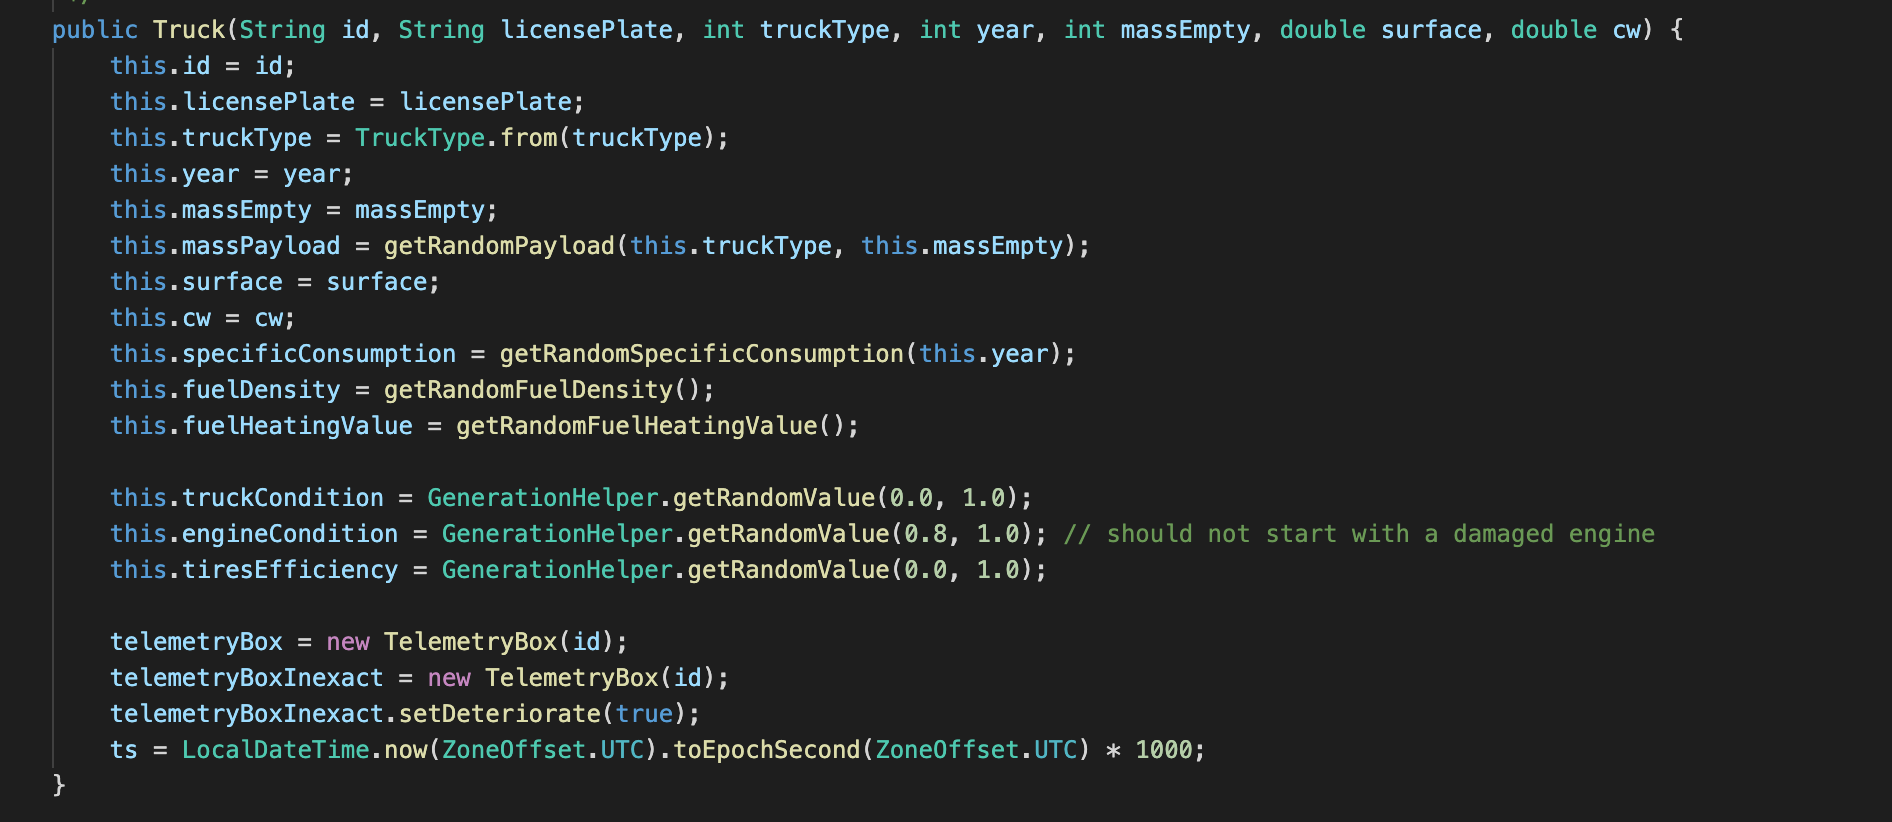 */
public Truck(String id, String licensePlate, int truckType, int year, int massEmpty, double surface, double cw) {
    this.id = id;
    this.licensePlate = licensePlate;
    this.truckType = TruckType.from(truckType);
    this.year = year;
    this.massEmpty = massEmpty;
    this.massPayload = getRandomPayload(this.truckType, this.massEmpty);
    this.surface = surface;
    this.cw = cw;
    this.specificConsumption = getRandomSpecificConsumption(this.year);
    this.fuelDensity = getRandomFuelDensity();
    this.fuelHeatingValue = getRandomFuelHeatingValue();

    this.truckCondition = GenerationHelper.getRandomValue(0.0, 1.0);
    this.engineCondition = GenerationHelper.getRandomValue(0.8, 1.0); // should not start with a damaged engine
    this.tiresEfficiency = GenerationHelper.getRandomValue(0.0, 1.0);

    telemetryBox = new TelemetryBox(id);
    telemetryBoxInexact = new TelemetryBox(id);
    telemetryBoxInexact.setDeteriorate(true);
    ts = LocalDateTime.now(ZoneOffset.UTC).toEpochSecond(ZoneOffset.UTC) * 1000;
}